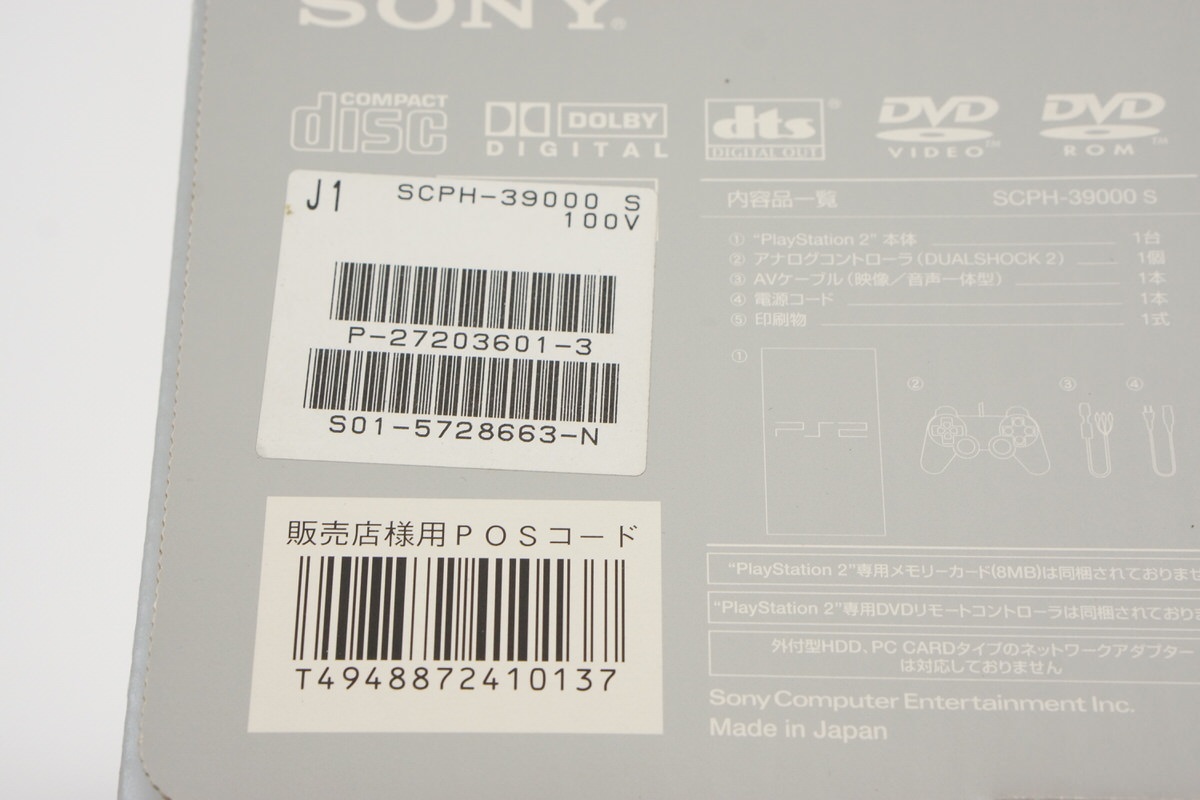 SONY®
COMPACT disc
DOLBY DIGITAL
dts® DIGITAL OUT
DVD VIDEO™
DVD ROM™
J1 SCPH-39000 S
100V
P-27203601-3
S01-5728663-N
販売店様用POSコード
T4948872410137
内容品一覧 SCPH-39000 S
① “PlayStation 2” 本体 1台
② アナログコントローラ(DUALSHOCK 2) 1個
③ AVケーブル(映像/音声一体型) 1本
④ 電源コード 1本
⑤ 印刷物 1式
① ② ③ ④
PS2
“PlayStation 2”専用メモリーカード(8MB)は同梱されておりませ
“PlayStation 2”専用DVDリモートコントローラは同梱されており
外付型HDD、PC CARDタイプのネットワークアダプター
は対応しておりません
Sony Computer Entertainment Inc.
Made in Japan